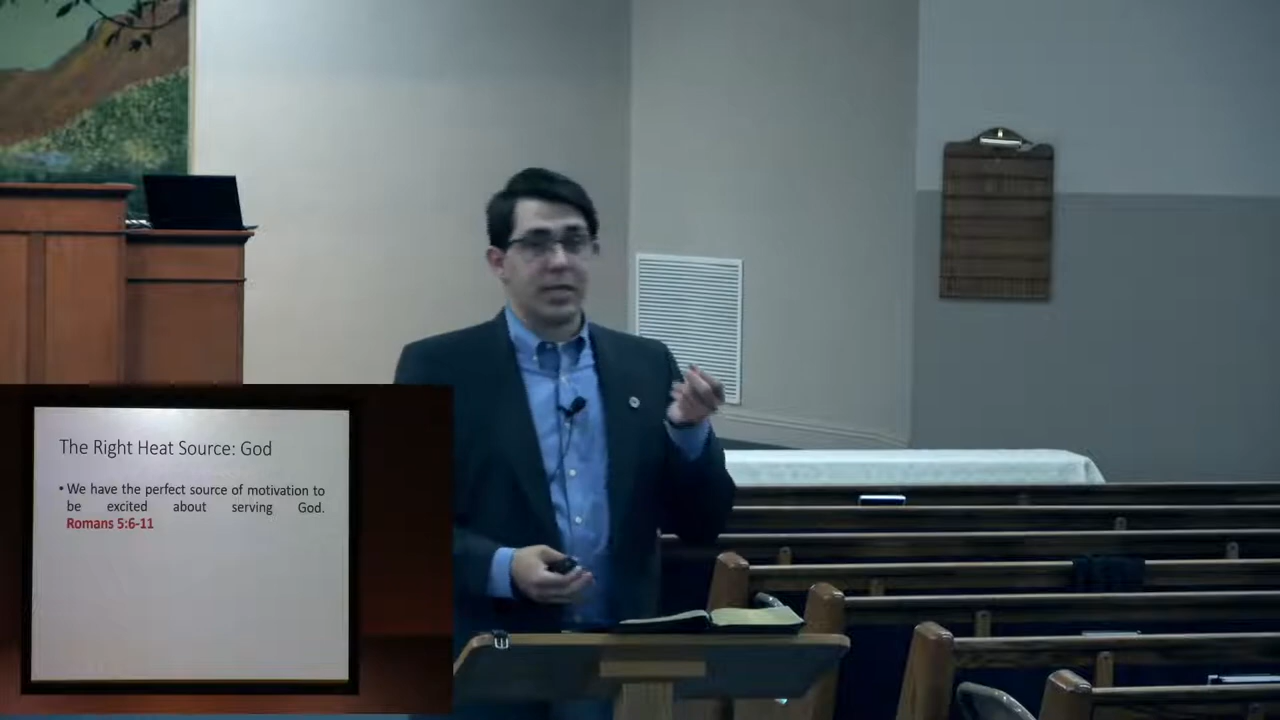 The Right Heat Source: God
• We have the perfect source of motivation to
be excited about serving God.
Romans 5:6-11